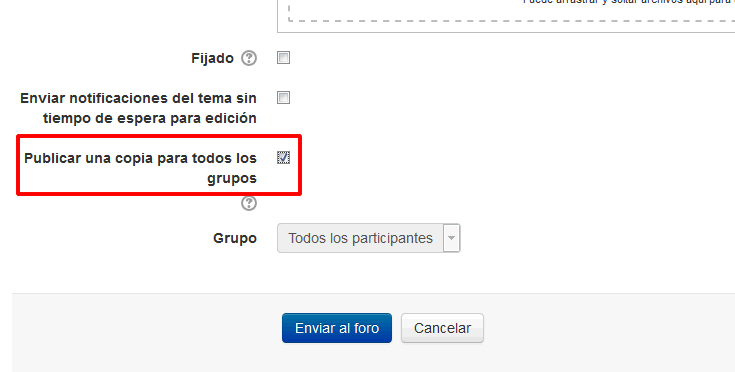 Puede arrastrar y soltar archivos aquí para
Fijado
Enviar notificaciones del tema sin
tiempo de espera para edición
Publicar una copia para todos los
grupos
Grupo Todos los participantes
Enviar al foro Cancelar